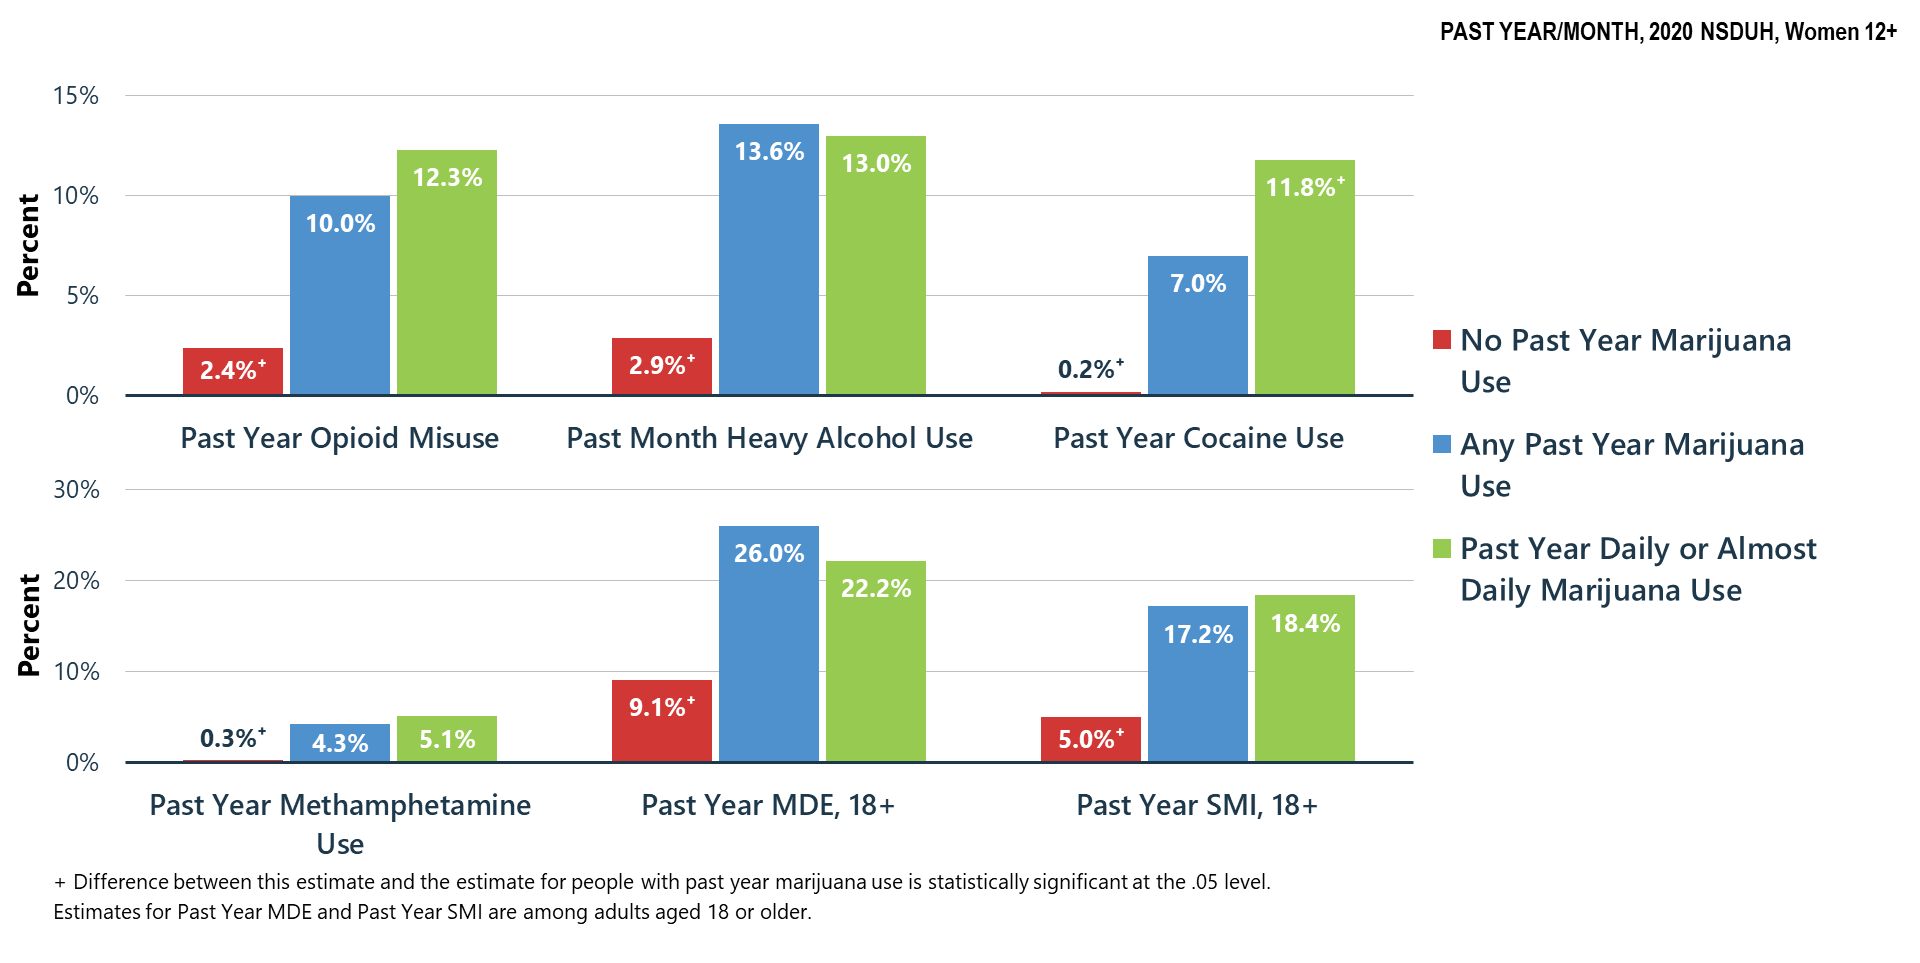 PAST YEAR/MONTH, 2020 NSDUH, Women 12+
Percent
15%
10%
5%
0%
2.4%+
10.0%
12.3%
2.9%+
13.6%
13.0%
0.2%+
7.0%
11.8%+
Past Year Opioid Misuse
Past Month Heavy Alcohol Use
Past Year Cocaine Use
No Past Year Marijuana
Use
Any Past Year Marijuana
Use
Past Year Daily or Almost
Daily Marijuana Use
Percent
30%
20%
10%
0%
0.3%+
4.3%
5.1%
9.1%+
26.0%
22.2%
5.0%+
17.2%
18.4%
Past Year Methamphetamine
Use
Past Year MDE, 18+
Past Year SMI, 18+
+ Difference between this estimate and the estimate for people with past year marijuana use is statistically significant at the .05 level.
Estimates for Past Year MDE and Past Year SMI are among adults aged 18 or older.